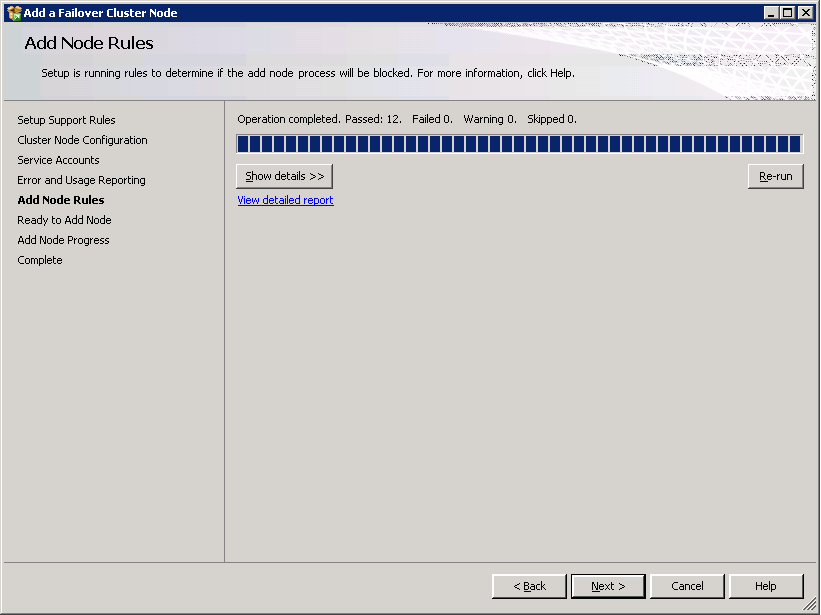 Add a Failover Cluster Node
Add Node Rules
Setup is running rules to determine if the add node process will be blocked. For more information, click Help.
Setup Support Rules
Cluster Node Configuration
Service Accounts
Error and Usage Reporting
Add Node Rules
Ready to Add Node
Add Node Progress
Complete
Operation completed. Passed: 12. Failed 0. Warning 0. Skipped 0.
Show details >>
Re-run
View detailed report
< Back
Next >
Cancel
Help